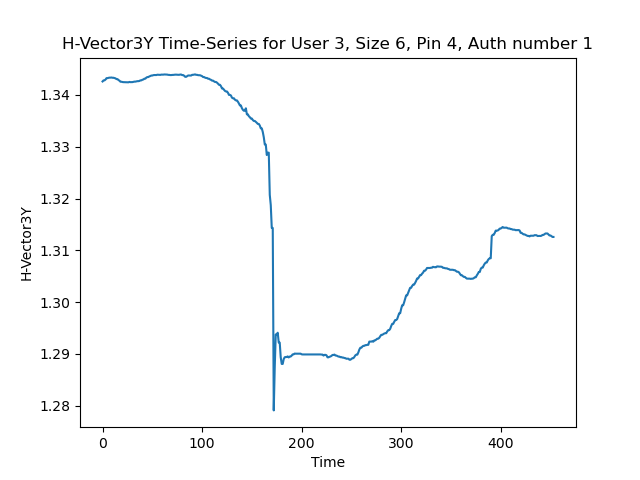 H-Vector3Y Time-Series for User 3, Size 6, Pin 4, Auth number 1
H-Vector3Y
1.34
1.33
1.32
1.31
1.30
1.29
1.28
0 100 200 300 400
Time